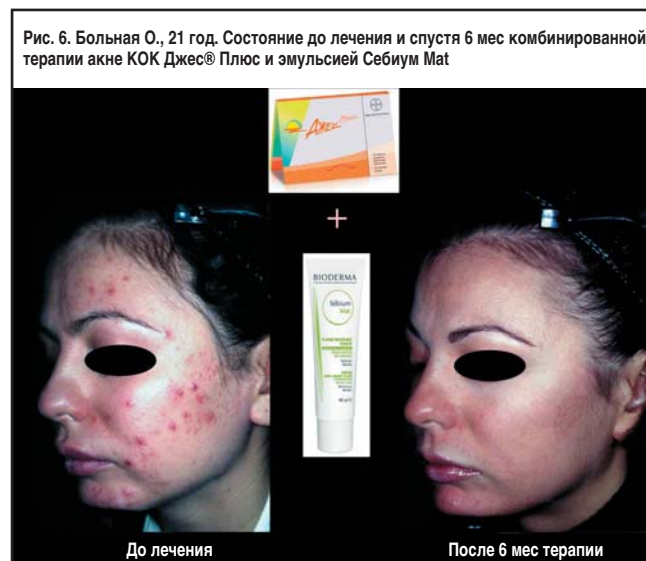 Рис. 6. Больная О., 21 год. Состояние до лечения и спустя 6 мес комбинированной
терапии акне КОК Джес® Плюс и эмульсией Себиум Mat
Джес
+
BIODERMA
Sébium
Mat
До лечения
После 6 мес терапии